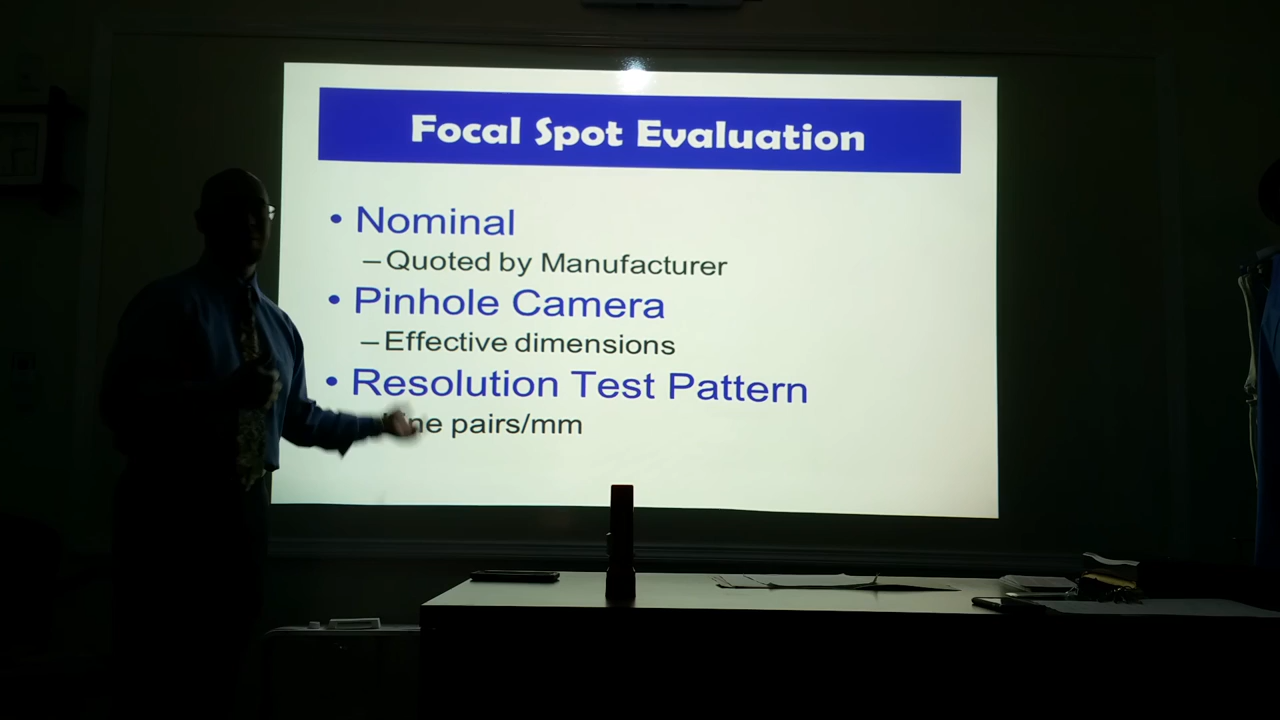 Focal Spot Evaluation
• Nominal
– Quoted by Manufacturer
• Pinhole Camera
– Effective dimensions
• Resolution Test Pattern
pairs/mm